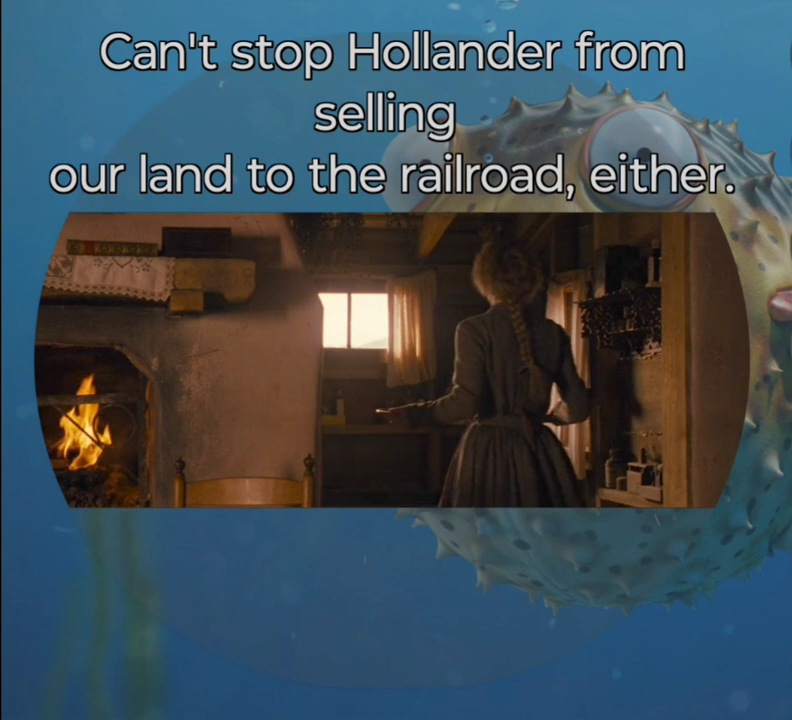 Can't stop Hollander from
selling
our land to the railroad, either.